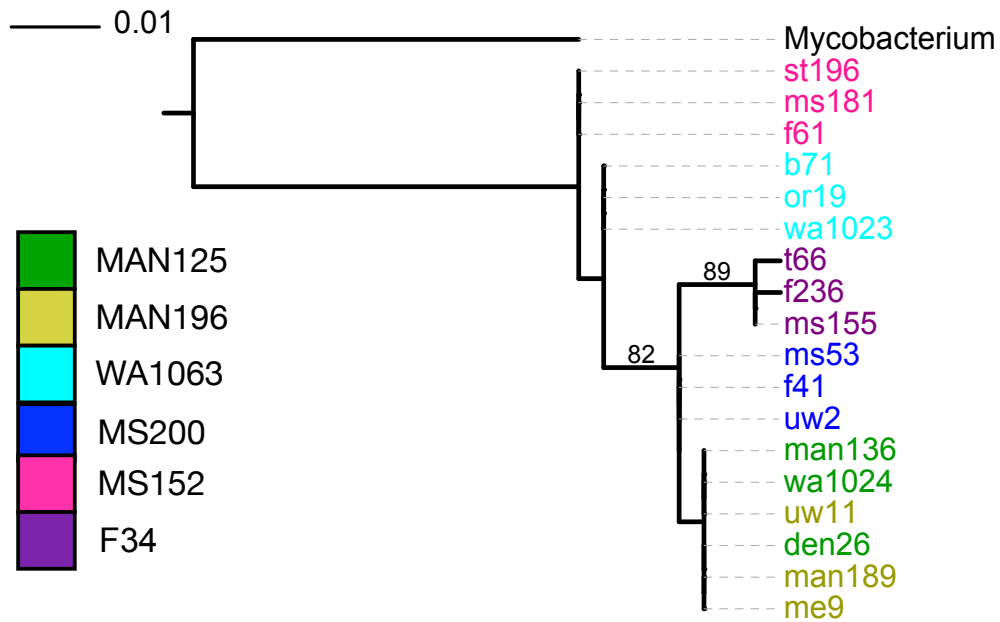 0.01
Mycobacterium
st196
ms181
f61
b71
or19
wa1023
89
t66
f236
ms155
82
ms53
f41
uw2
man136
wa1024
uw11
den26
man189
me9
MAN125
MAN196
WA1063
MS200
MS152
F34